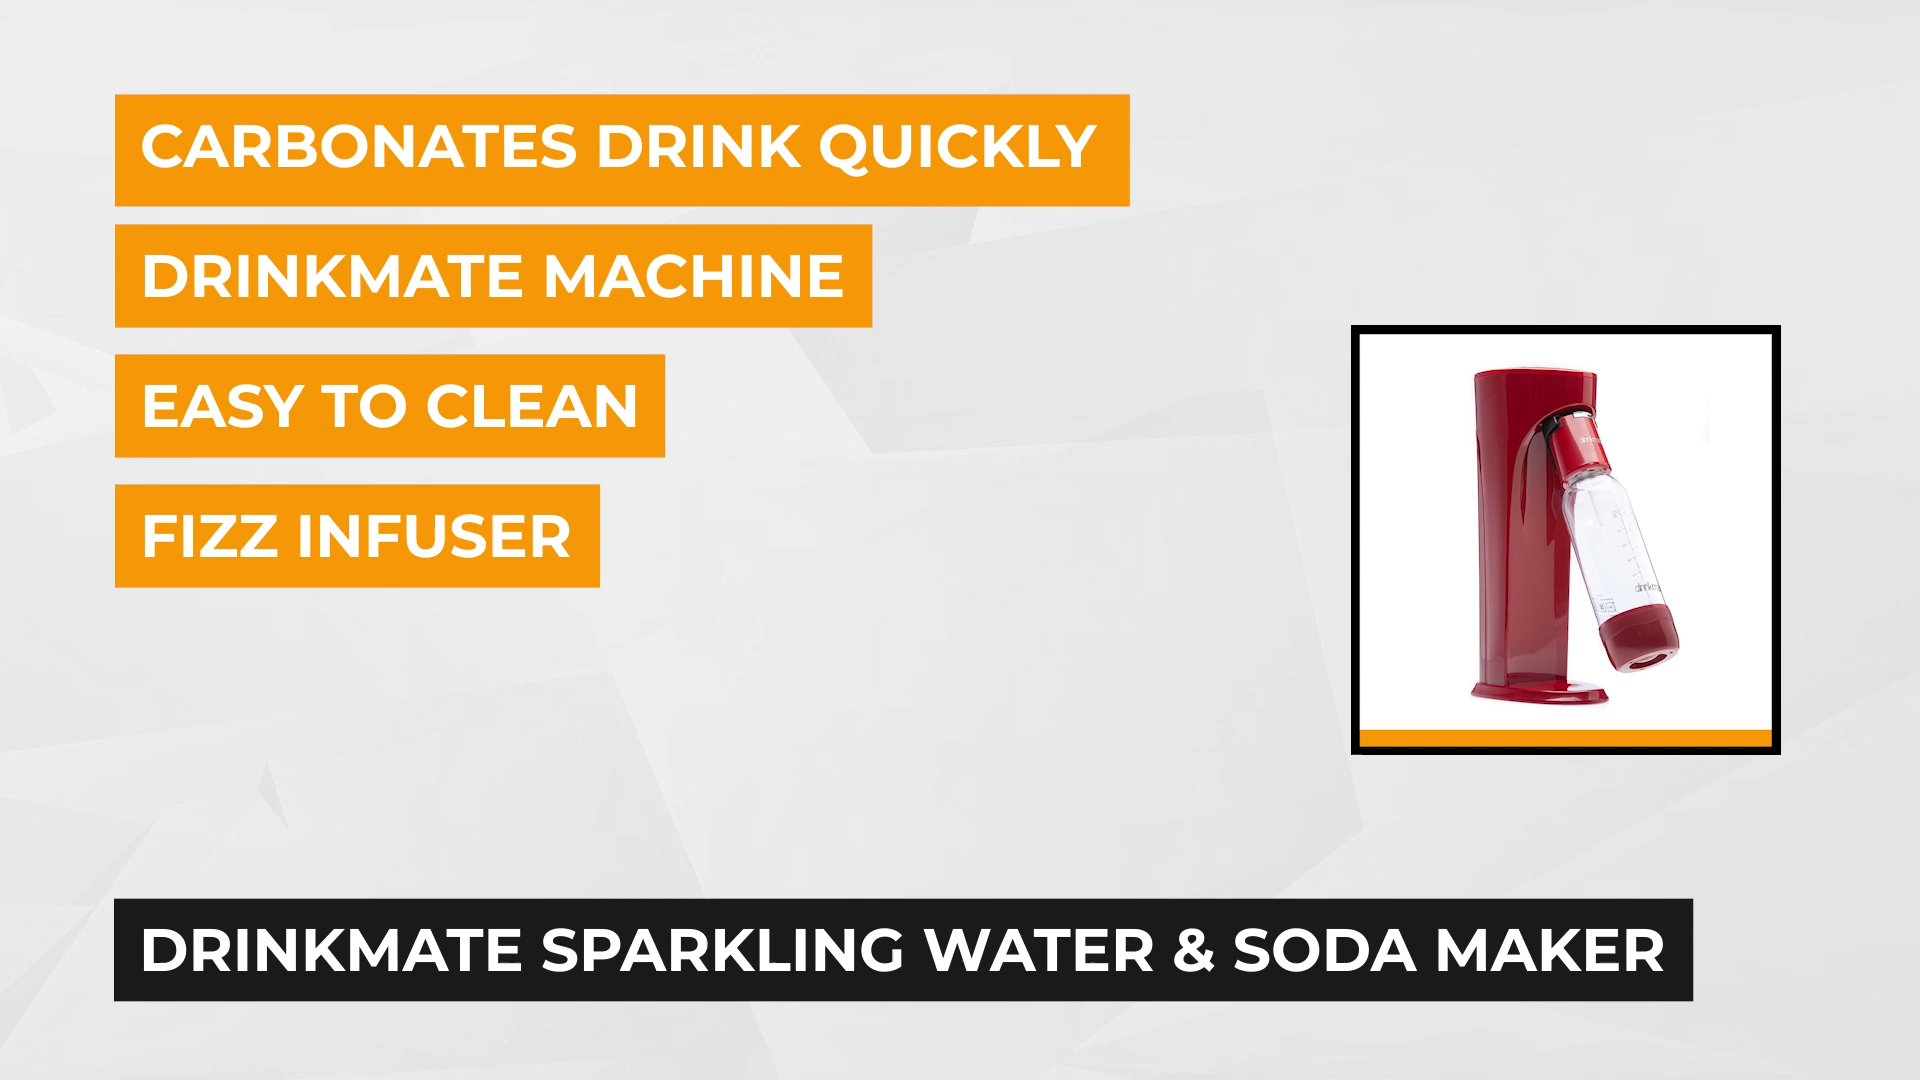 CARBONATES DRINK QUICKLY
DRINKMATE MACHINE
EASY TO CLEAN
FIZZ INFUSER
DRINKMATE SPARKLING WATER & SODA MAKER